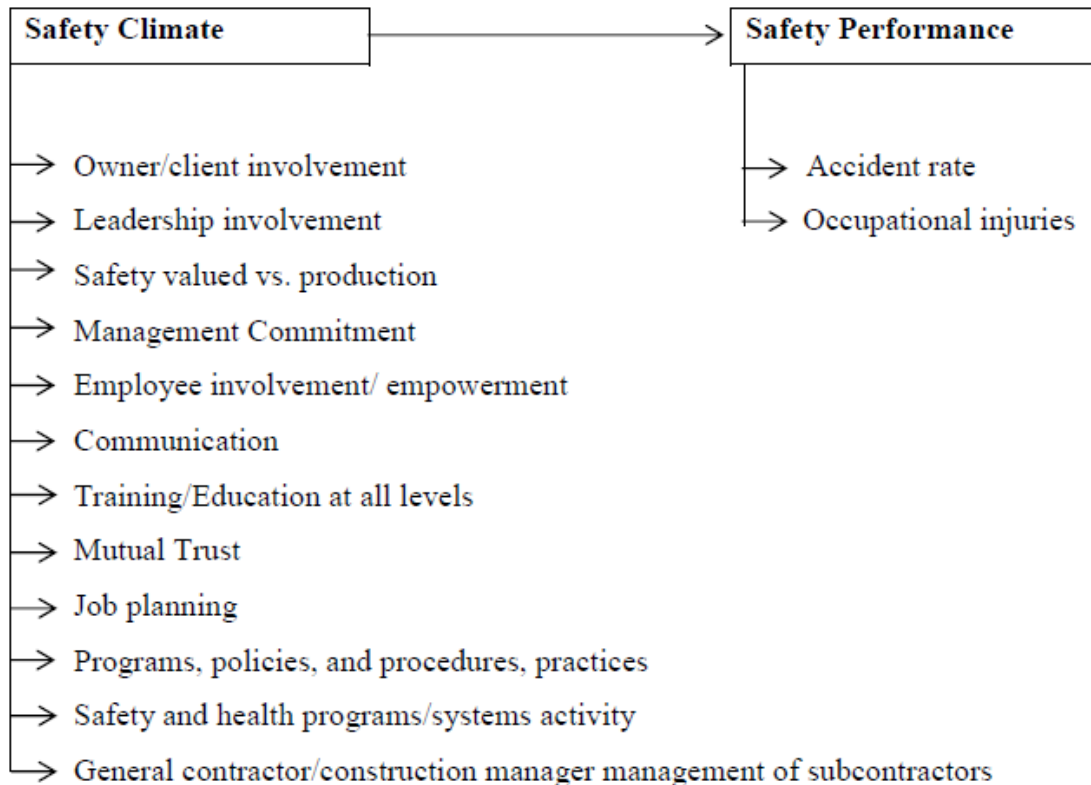 Safety Climate
Safety Performance
Owner/client involvement
Leadership involvement
Safety valued vs. production
Management Commitment
Employee involvement/ empowerment
Communication
Training/Education at all levels
Mutual Trust
Job planning
Programs, policies, and procedures, practices
Safety and health programs/systems activity
General contractor/construction manager management of subcontractors
Accident rate
Occupational injuries